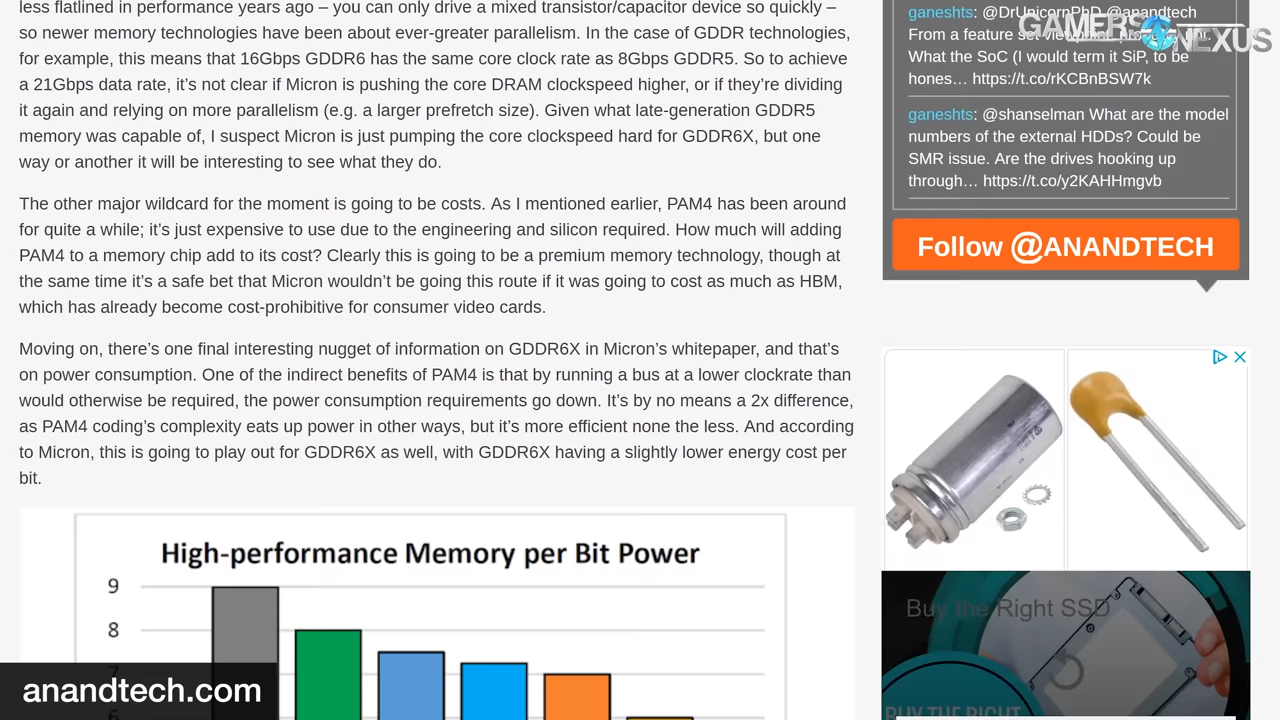 less flatlined in performance years ago – you can only drive a mixed transistor/capacitor device so quickly –
so newer memory technologies have been about ever-greater parallelism. In the case of GDDR technologies,
for example, this means that 16Gbps GDDR6 has the same core clock rate as 8Gbps GDDR5. So to achieve
a 21Gbps data rate, it’s not clear if Micron is pushing the core DRAM clockspeed higher, or if they’re dividing
it again and relying on more parallelism (e.g. a larger prefretch size). Given what late-generation GDDR5
memory was capable of, I suspect Micron is just pumping the core clockspeed hard for GDDR6X, but one
way or another it will be interesting to see what they do.
The other major wildcard for the moment is going to be costs. As I mentioned earlier, PAM4 has been around
for quite a while; it’s just expensive to use due to the engineering and silicon required. How much will adding
PAM4 to a memory chip add to its cost? Clearly this is going to be a premium memory technology, though at
the same time it’s a safe bet that Micron wouldn’t be going this route if it was going to cost as much as HBM,
which has already become cost-prohibitive for consumer video cards.
Moving on, there’s one final interesting nugget of information on GDDR6X in Micron’s whitepaper, and that’s
on power consumption. One of the indirect benefits of PAM4 is that by running a bus at a lower clockrate than
would otherwise be required, the power consumption requirements go down. It’s by no means a 2x difference,
as PAM4 coding’s complexity eats up power in other ways, but it’s more efficient none the less. And according
to Micron, this is going to play out for GDDR6X as well, with GDDR6X having a slightly lower energy cost per
bit.
High-performance Memory per Bit Power
9
8
anandtech.com
ganeshts: @DrUnicornPhD @anandtech
From a feature set
What the SoC (I would term it SiP, to be
hones… https://t.co/rKCBnBSW7k
GAMERS
NEXUS
ganeshts: @shanselman What are the model
numbers of the external HDDs? Could be
SMR issue. Are the drives hooking up
through… https://t.co/y2KAHHmgvb
Follow @ANANDTECH
Buy the Right SSD
BUY THE RIGHT